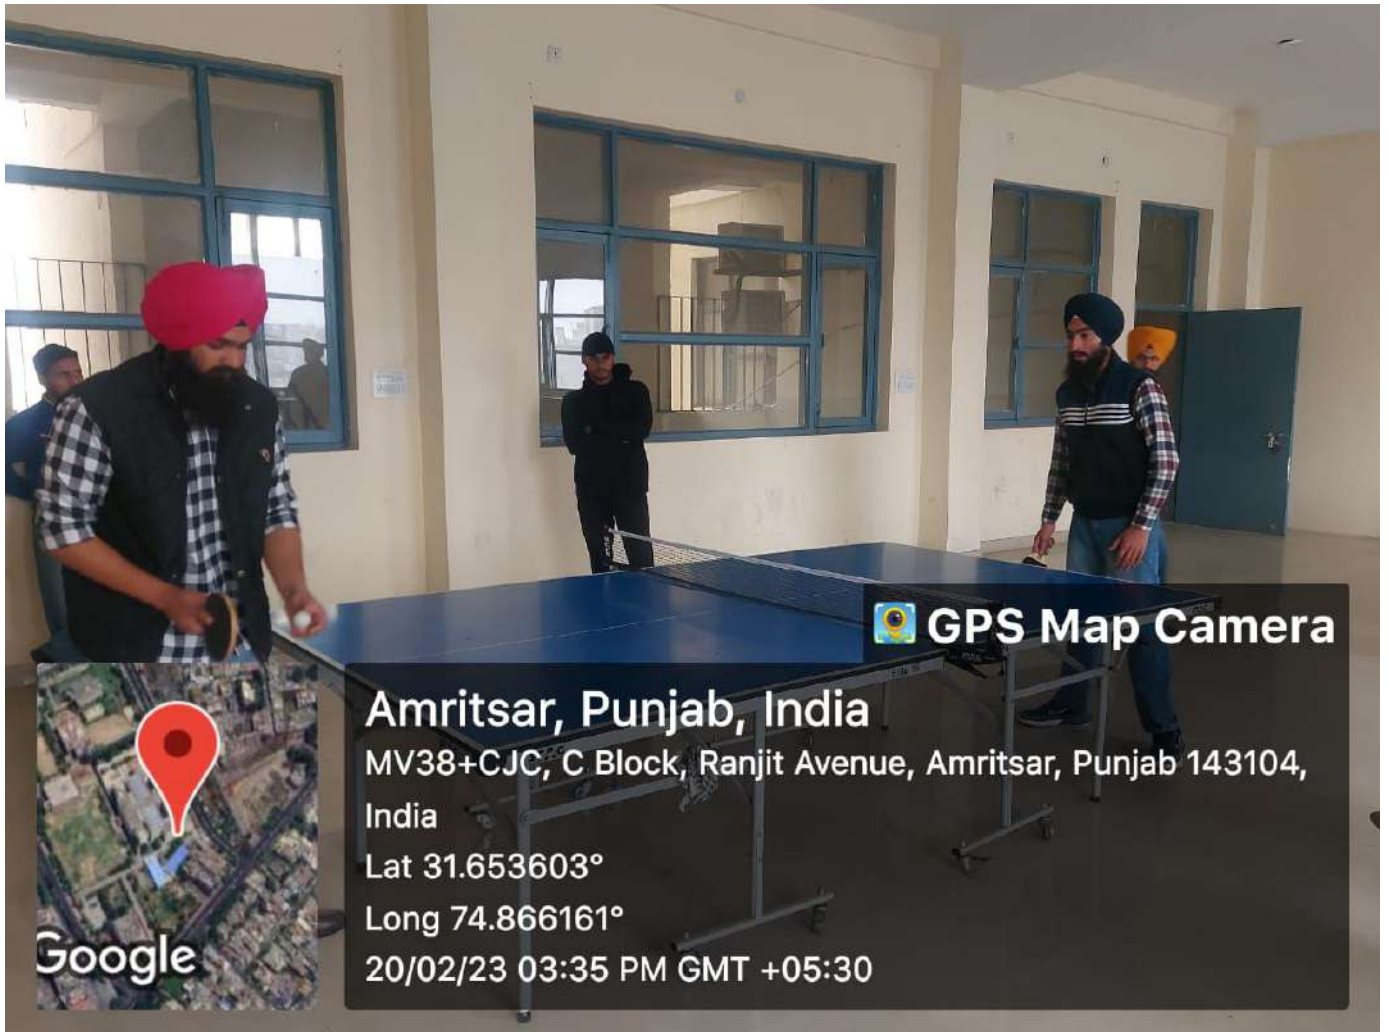 GPS Map Camera
Amritsar, Punjab, India
MV38+CJC, C Block, Ranjit Avenue, Amritsar, Punjab 143104,
India
Lat 31.653603°
Long 74.866161°
20/02/23 03:35 PM GMT +05:30
Google